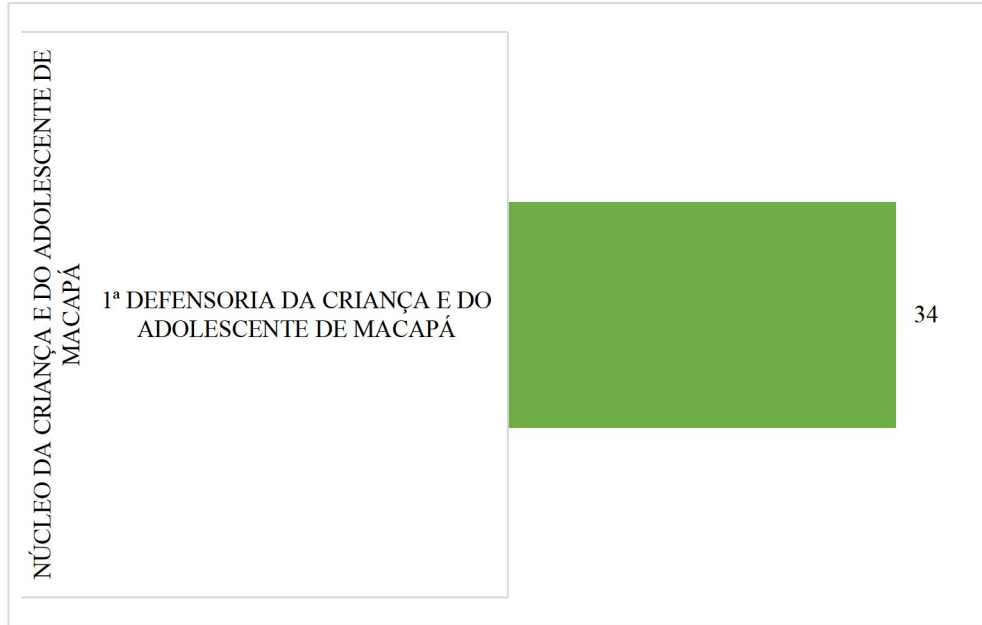 NÚCLEO DA CRIANÇA E DO ADOLESCENTE DE
MACAPÁ
1ª DEFENSORIA DA CRIANÇA E DO
ADOLESCENTE DE MACAPÁ
34